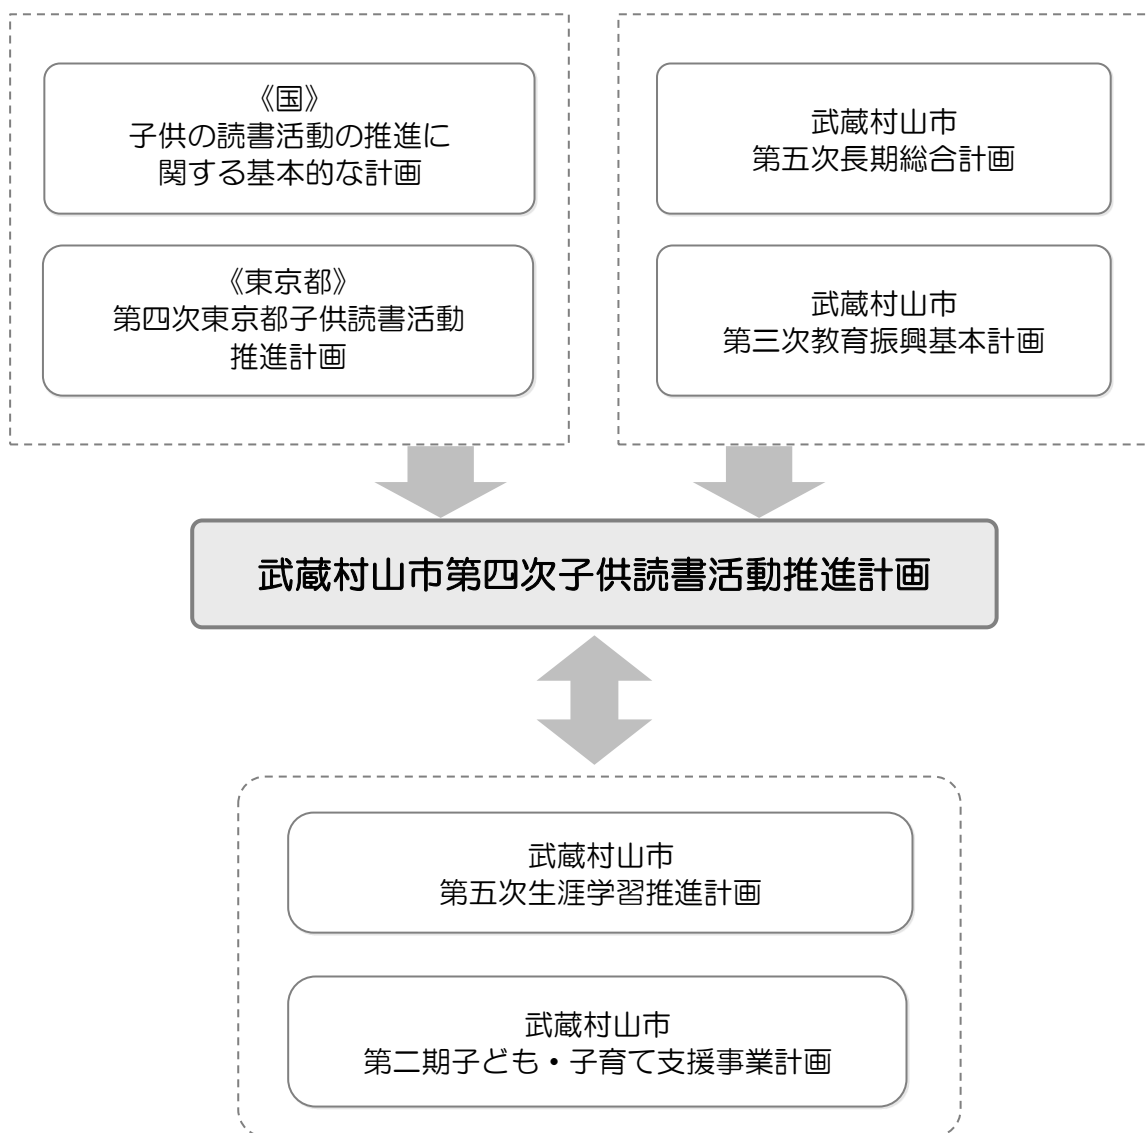 《国》
子供の読書活動の推進に
関する基本的な計画
《東京都》
第四次東京都子供読書活動
推進計画
武蔵村山市
第五次長期総合計画
武蔵村山市
第三次教育振興基本計画
武蔵村山市第四次子供読書活動推進計画
武蔵村山市
第五次生涯学習推進計画
武蔵村山市
第二期子ども・子育て支援事業計画